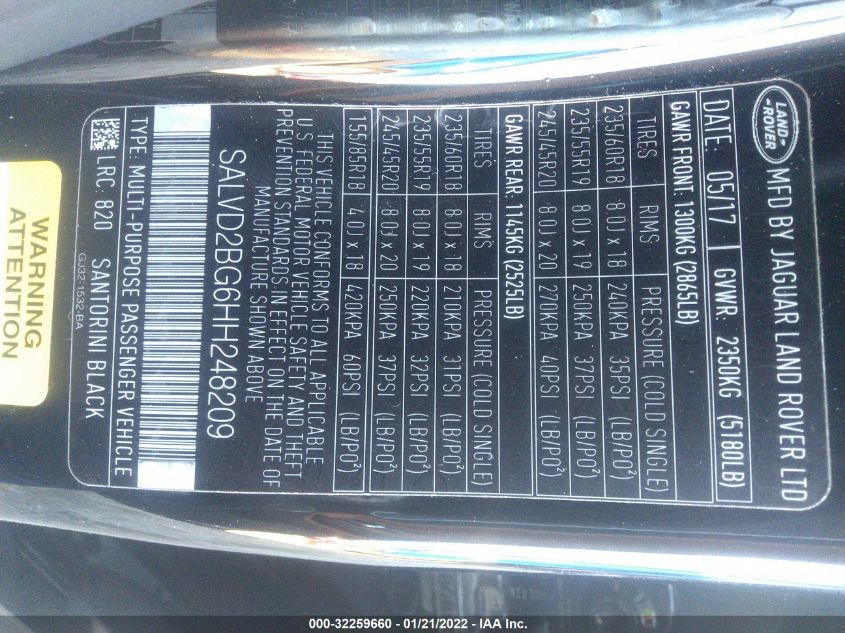 LAND
ROVER
MFD BY JAGUAR LAND ROVER LTD
DATE: 05/17 GVWR: 2350KG (5180LB)
GAWR FRONT: 1300KG (2865LB)
TIRES RIMS PRESSURE (COLD SINGLE)
235/60R18 8.0J x 18 240KPA 35PSI (LB/PO²)
235/55R19 8.0J x 19 250KPA 37PSI (LB/PO²)
245/45R20 8.0J x 20 270KPA 40PSI (LB/PO²)
GAWR REAR: 1145KG (2525LB)
TIRES RIMS PRESSURE (COLD SINGLE)
235/60R18 8.0J x 18 210KPA 31PSI (LB/PO²)
235/55R19 8.0J x 19 220KPA 32PSI (LB/PO²)
245/45R20 8.0J x 20 250KPA 37PSI (LB/PO²)
155/85R18 4.0J x 18 420KPA 60PSI (LB/PO²)
THIS VEHICLE CONFORMS TO ALL APPLICABLE
U.S. FEDERAL MOTOR VEHICLE SAFETY AND THEFT
PREVENTION STANDARDS IN EFFECT ON THE DATE OF
MANUFACTURE SHOWN ABOVE
SALVD2BG6HH248209
TYPE: MULTI-PURPOSE PASSENGER VEHICLE
LRC: 820 SANTORINI BLACK
GJ32-1532-BA
WARNING
ATTENTION
000-32259660 - 01/21/2022 - IAA Inc.